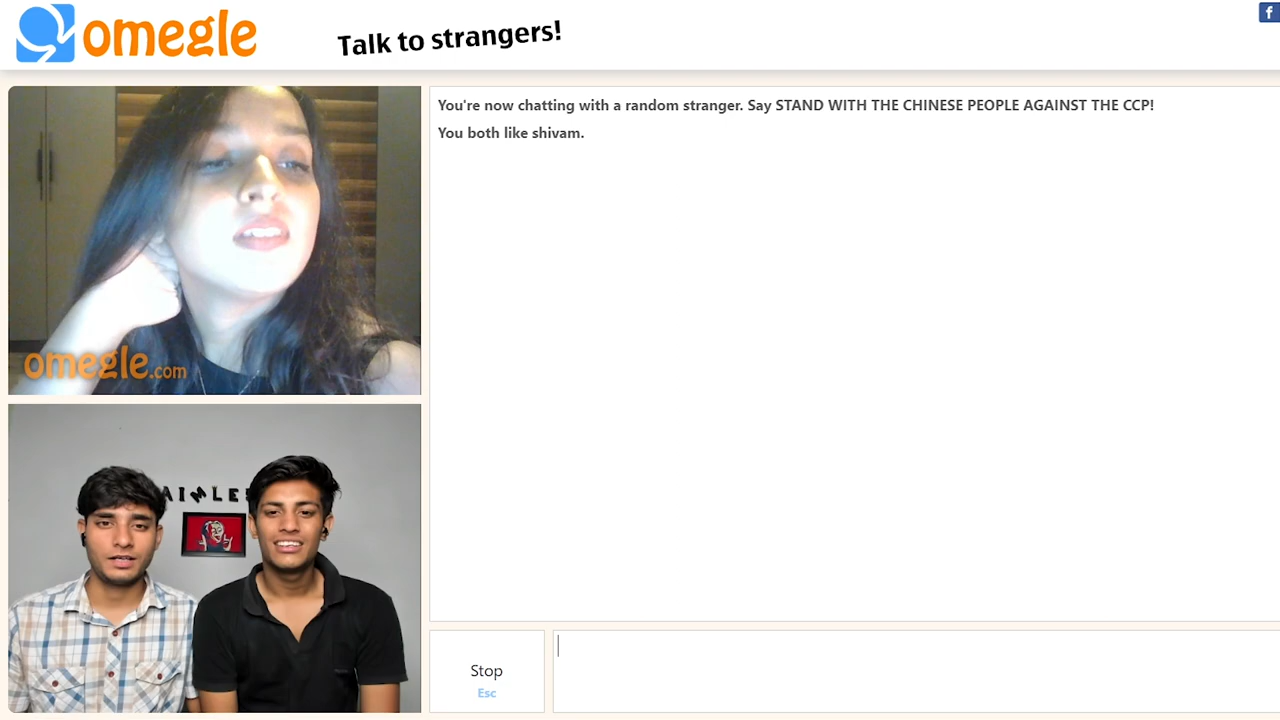 omegle
Talk to strangers!
f
You're now chatting with a random stranger. Say STAND WITH THE CHINESE PEOPLE AGAINST THE CCP!
You both like shivam.
omegle.com
AIMLE
Stop
Esc